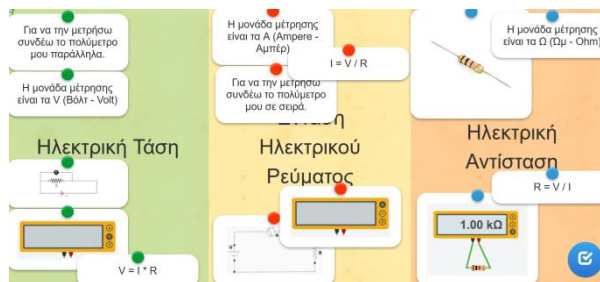 Για να την μετρήσω
συνδέω το πολύμετρο
μου παράλληλα.
Η μονάδα μέτρησης
είναι τα V (Βόλτ - Volt)
Ηλεκτρική Τάση
V = I * R
Η μονάδα μέτρησης
είναι τα Α (Ampere -
Αμπέρ)
I = V / R
Για να την μετρήσω
συνδέω το πολύμετρο
μου σε σειρά.
Ηλεκτρικού
Ρεύματος
Η μονάδα μέτρησης
είναι τα Ω (Ωμ - Ohm)
Ηλεκτρική
Αντίσταση
R = V / I
1.00 kΩ